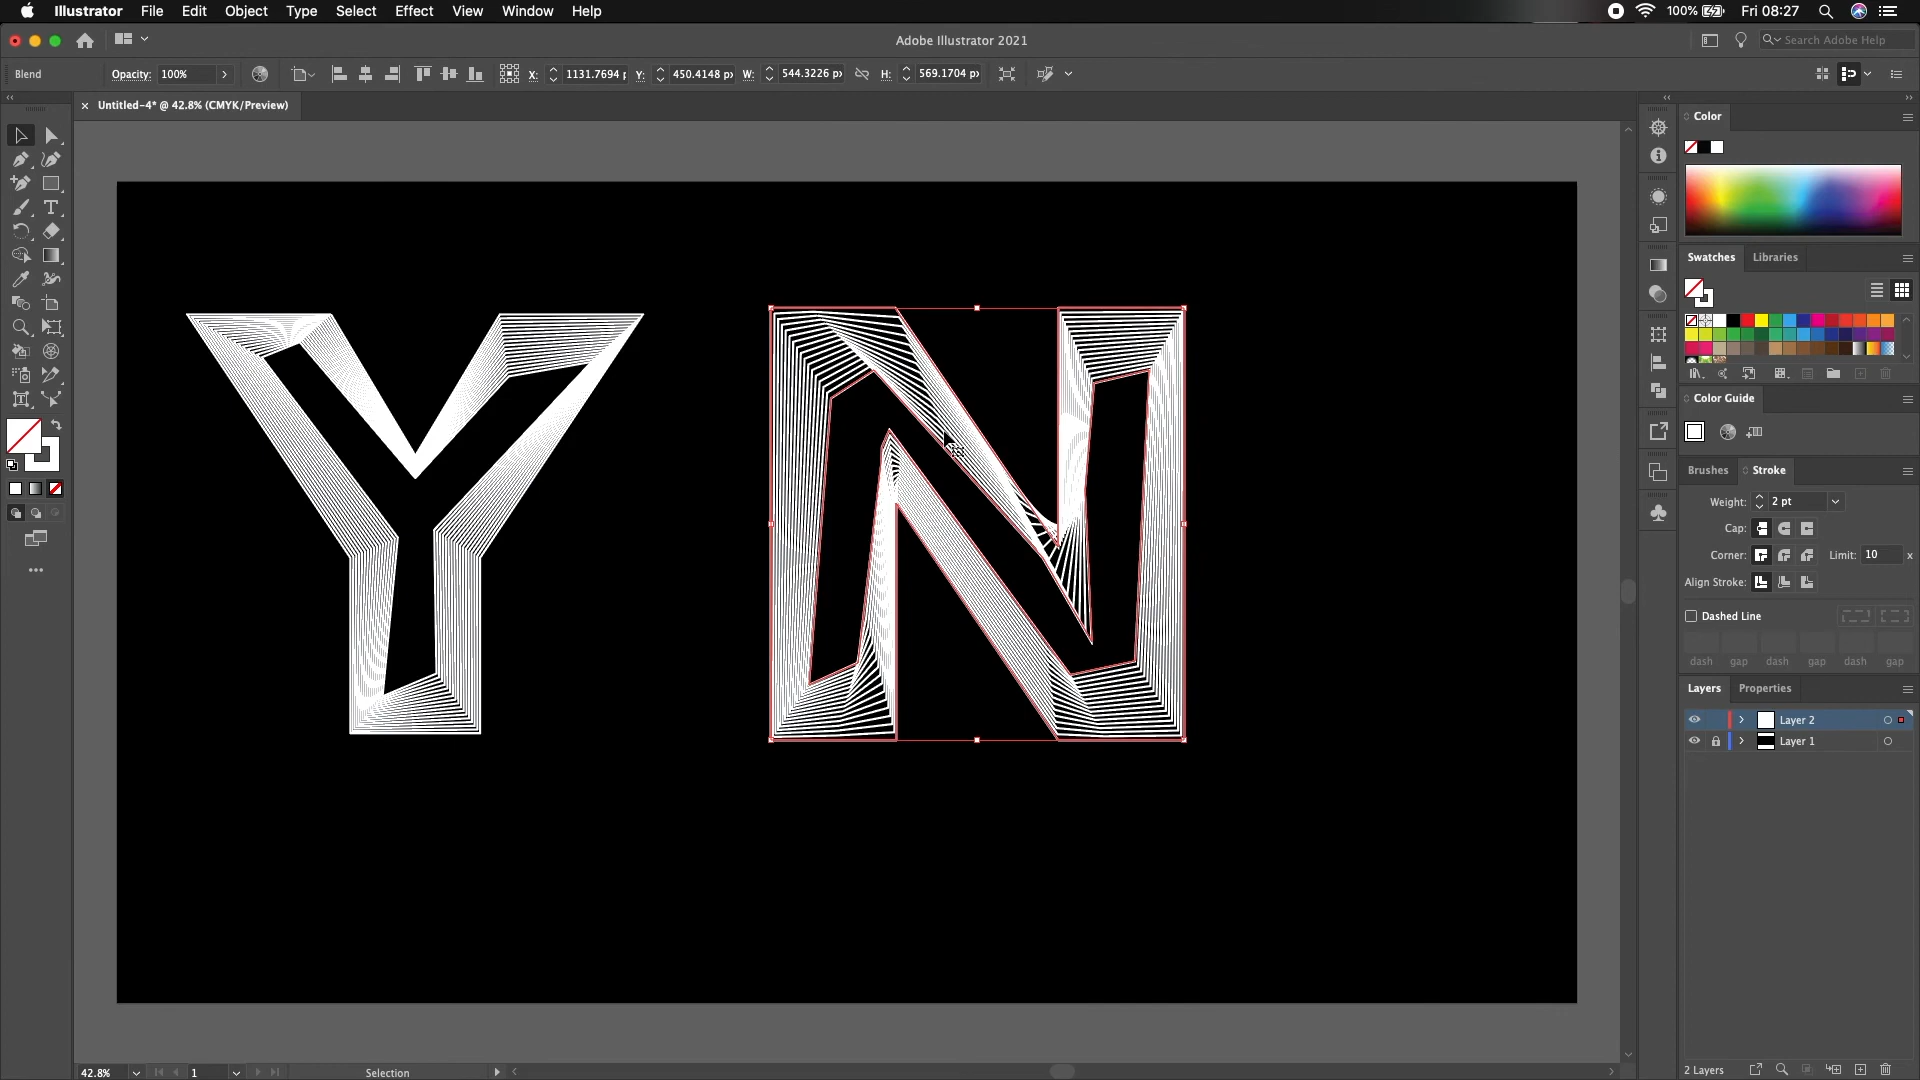 Illustrator File Edit Object Type Select Effect View Window Help 100% Fri 08:27
Adobe Illustrator 2021 Search Adobe Help
Blend Opacity: 100% X: 1131.7694 Y: 450.4148 px W: 544.3226 px H: 569.1704 px
× Untitled-4* @ 42.8% (CMYK/Preview)
Color
Swatches Libraries
Color Guide
Brushes Stroke
Weight: 2 pt
Cap:
Corner: Limit: 10 x
Align Stroke:
Dashed Line
dash gap dash gap dash gap
Layers Properties
Layer 2
Layer 1
Y N
42.8% 1 Selection 2 Layers